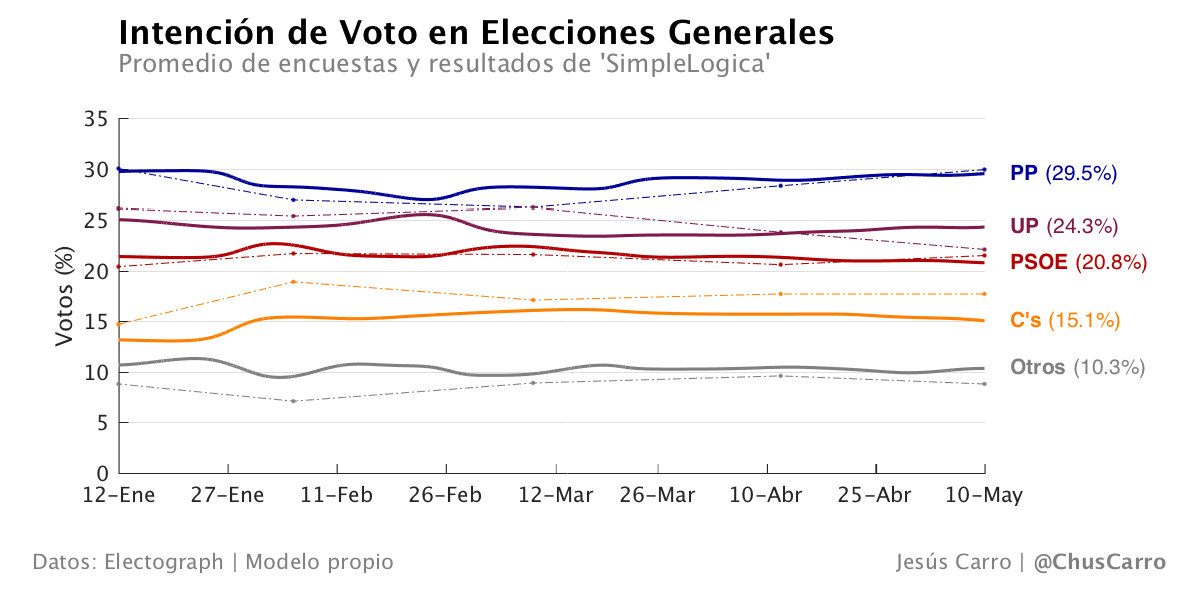 Intención de Voto en Elecciones Generales
Promedio de encuestas y resultados de 'SimpleLogica'
35
30
25
20
15
10
5
0
Votos (%)
12-Ene 27-Ene 11-Feb 26-Feb 12-Mar 26-Mar 10-Abr 25-Abr 10-May
PP (29.5%)
UP (24.3%)
PSOE (20.8%)
C's (15.1%)
Otros (10.3%)
Datos: Electograph | Modelo propio
Jesús Carro | @ChusCarro